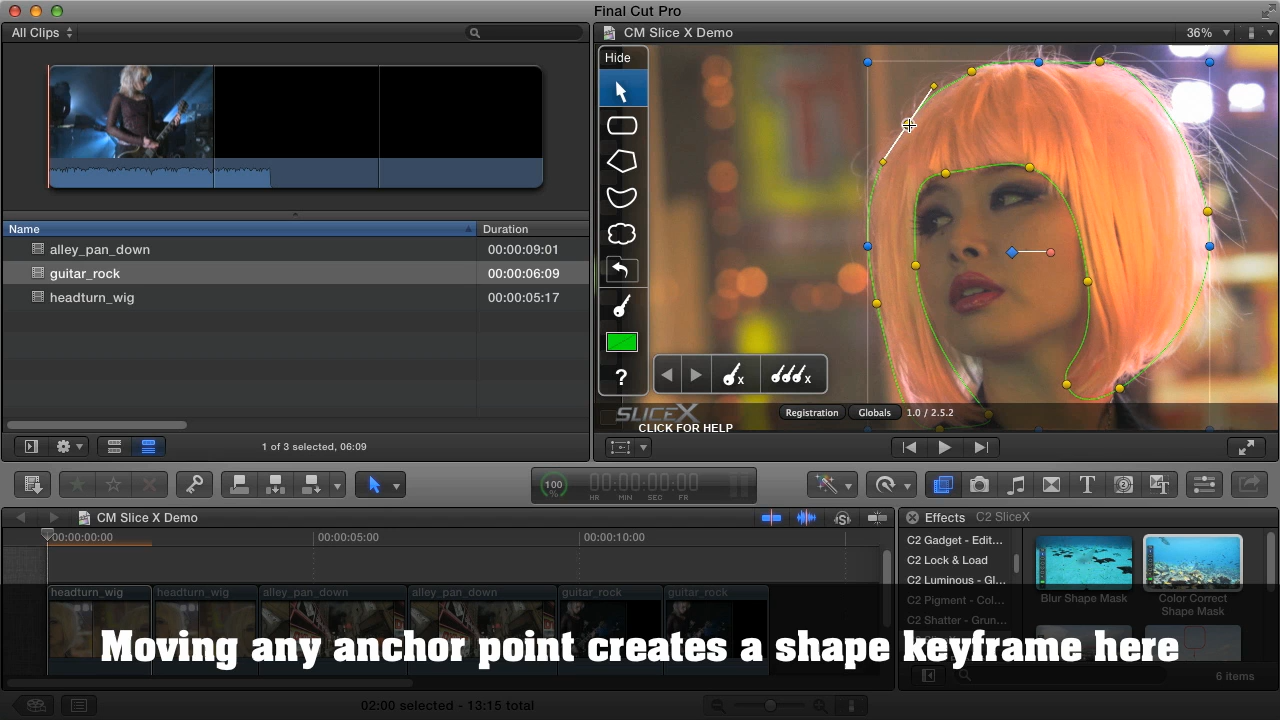 Final Cut Pro
All Clips
CM Slice X Demo
36%
Hide
Name
Duration
alley_pan_down
00:00:09:01
guitar_rock
00:00:06:09
headturn_wig
00:00:05:17
?
x
x
SLICEX
Registration
Globals
1.0 / 2.5.2
CLICK FOR HELP
1 of 3 selected, 06:09
100
%
00:00:00:00
HR MIN SEC FR
CM Slice X Demo
Effects
C2 SliceX
00:00:00:00
00:00:05:00
00:00:10:00
C2 Gadget - Edit...
C2 Lock & Load
C2 Luminous - Gl...
C2 Pigment - Col...
C2 Shatter - Grun...
Blur Shape Mask
Color Correct
Shape Mask
headturn_wig
headturn_wig
alley_pan_down
alley_pan_down
guitar_rock
guitar_rock
Moving any anchor point creates a shape keyframe here
6 items
02:00 selected - 13:15 total